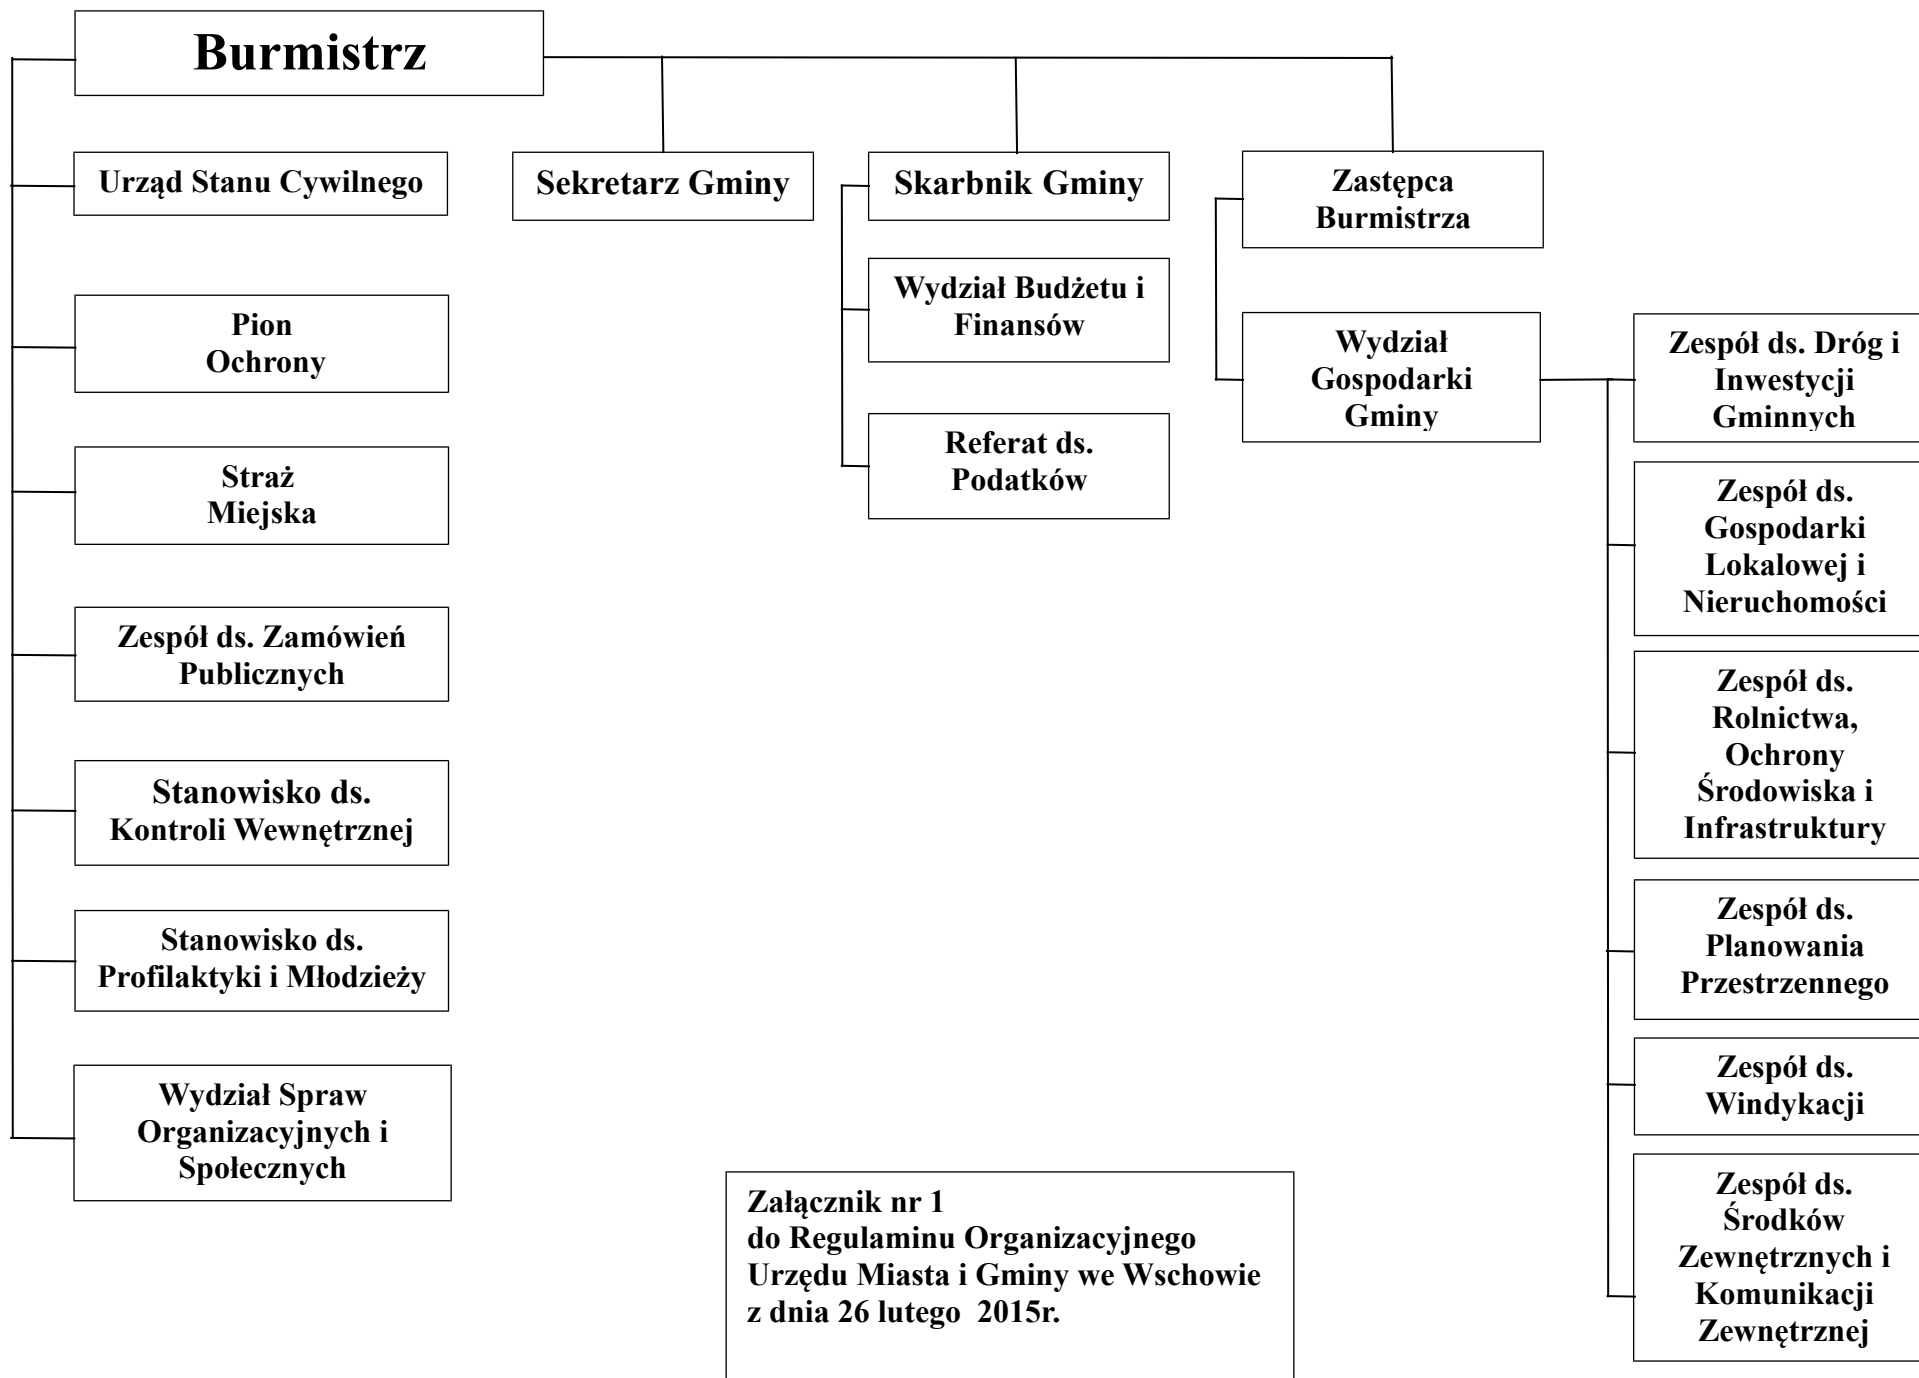 Burmistrz
Urząd Stanu Cywilnego
Sekretarz Gminy
Skarbnik Gminy
Zastępca
Burmistrza
Pion
Ochrony
Straż
Miejska
Zespół ds. Zamówień
Publicznych
Stanowisko ds.
Kontroli Wewnętrznej
Stanowisko ds.
Profilaktyki i Młodzieży
Wydział Spraw
Organizacyjnych i
Społecznych
Wydział Budżetu i
Finansów
Referat ds.
Podatków
Wydział
Gospodarki
Gminy
Zespół ds. Dróg i
Inwestycji
Gminnych
Zespół ds.
Gospodarki
Lokalowej i
Nieruchomości
Zespół ds.
Rolnictwa,
Ochrony
Środowiska i
Infrastruktury
Zespół ds.
Planowania
Przestrzennego
Zespół ds.
Windykacji
Zespół ds.
Środków
Zewnętrznych i
Komunikacji
Zewnętrznej
Załącznik nr 1
do Regulaminu Organizacyjnego
Urzędu Miasta i Gminy we Wschowie
z dnia 26 lutego  2015r.